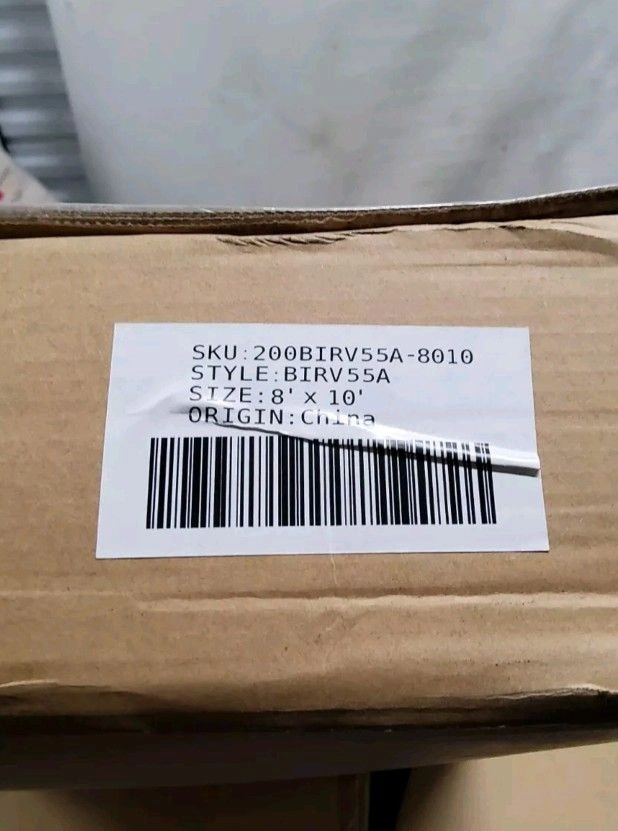 SKU:200BIRV55A-8010
STYLE:BIRV55A
SIZE:8' x 10'
ORIGIN:China